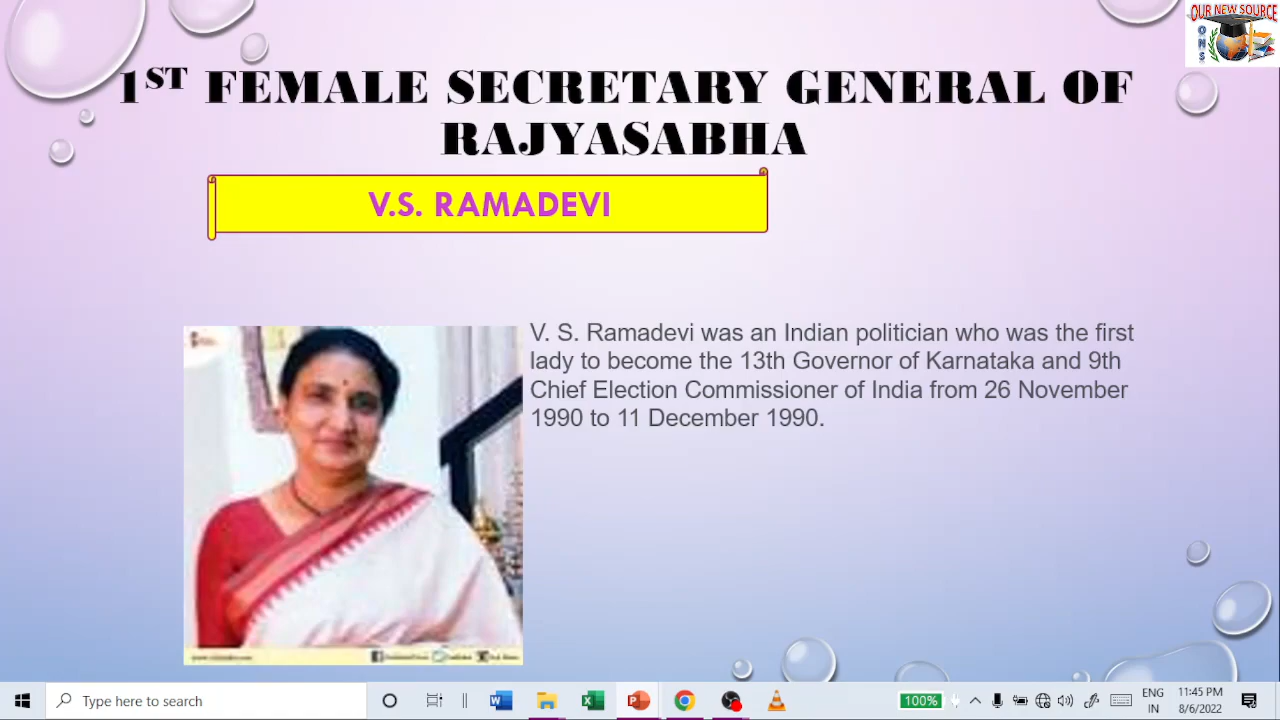 OUR NEW SOURCE
ONS
1ST FEMALE SECRETARY GENERAL OF
RAJYASABHA
V.S. RAMADEVI
V. S. Ramadevi was an Indian politician who was the first
lady to become the 13th Governor of Karnataka and 9th
Chief Election Commissioner of India from 26 November
1990 to 11 December 1990.
Type here to search
100%
ENG
IN
11:45 PM
8/6/2022